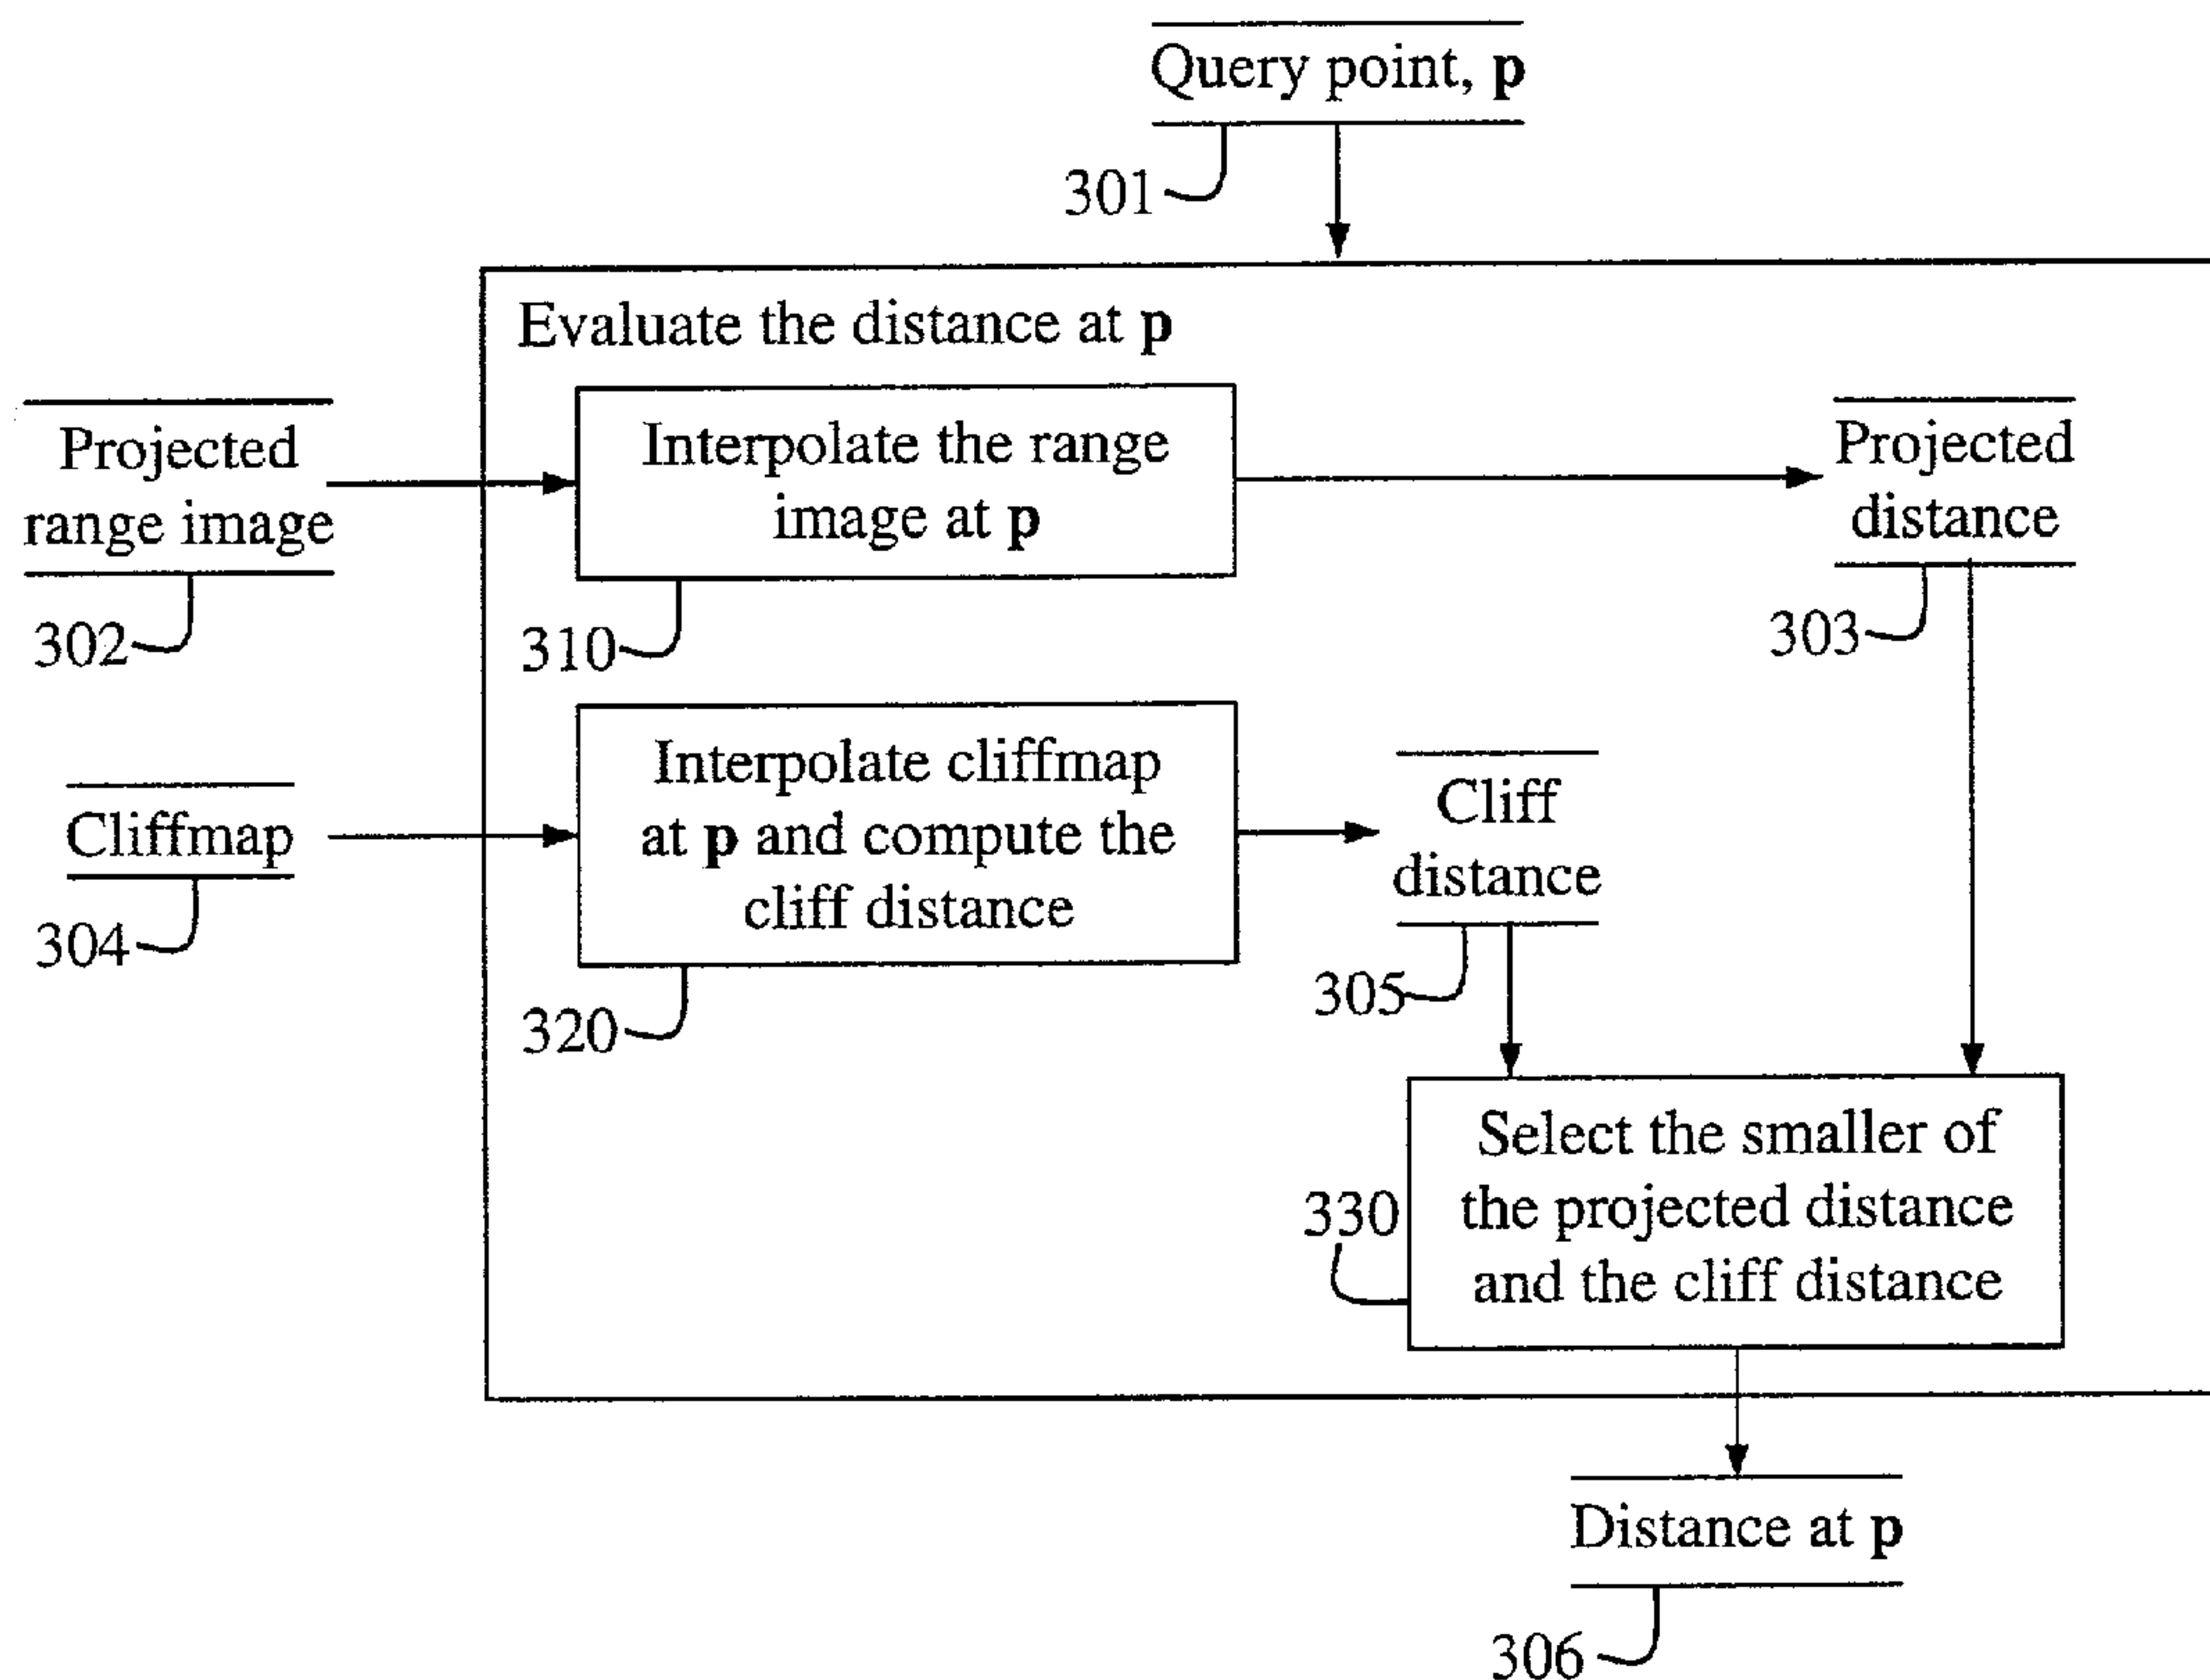 Query point, p
301
Evaluate the distance at p
Projected
range image
302
Interpolate the range
image at p
310
Projected
distance
303
Cliffmap
304
Interpolate cliffmap
at p and compute the
cliff distance
320
Cliff
distance
305
Select the smaller of
the projected distance
and the cliff distance
330
Distance at p
306